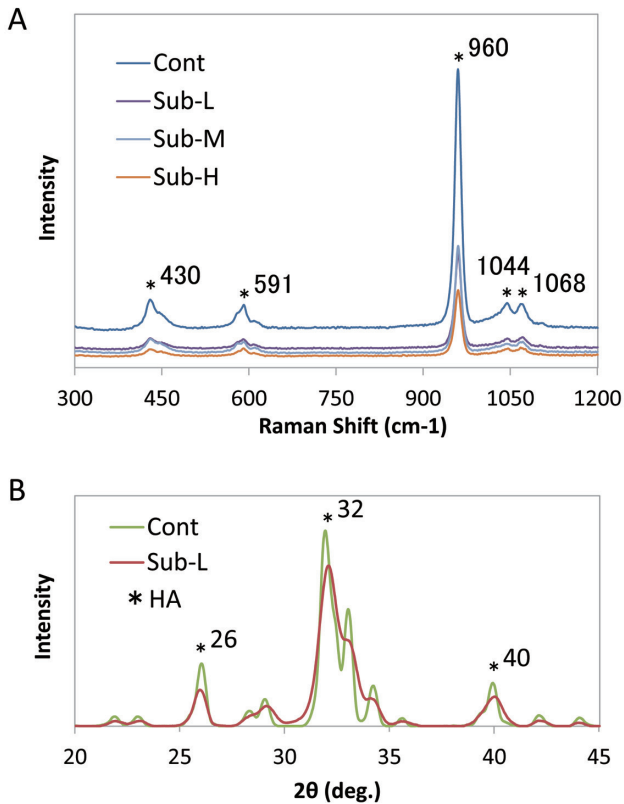 A
Cont
Sub-L
Sub-M
Sub-H
* 960
* 430
* 591
1044
* * 1068
Intensity
300 450 600 750 900 1050 1200
Raman Shift (cm-1)
B
Cont
Sub-L
* HA
* 32
* 26
* 40
Intensity
20 25 30 35 40 45
2θ (deg.)